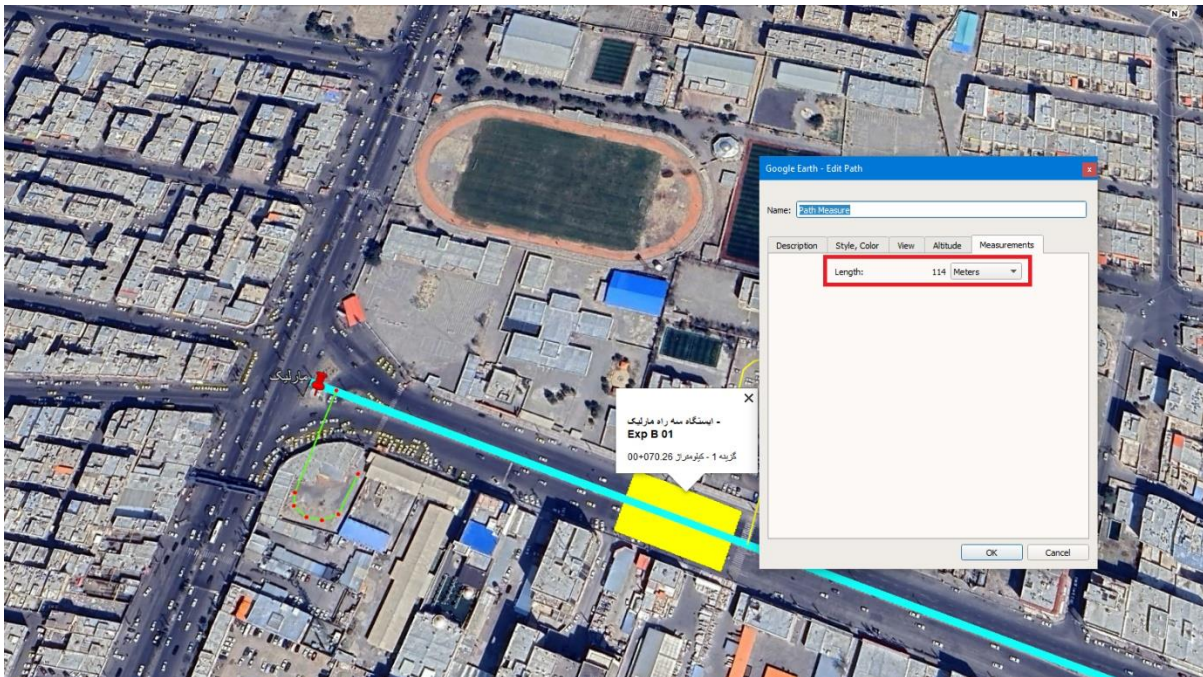 N
Google Earth - Edit Path
x
Name: Path Measure
Description Style, Color View Altitude Measurements
Length: 114 Meters
مارلیک
- ایستگاه سه راه مارلیک
Exp B 01
گزینه 1 - کیلومتراژ 00+070.26
OK Cancel